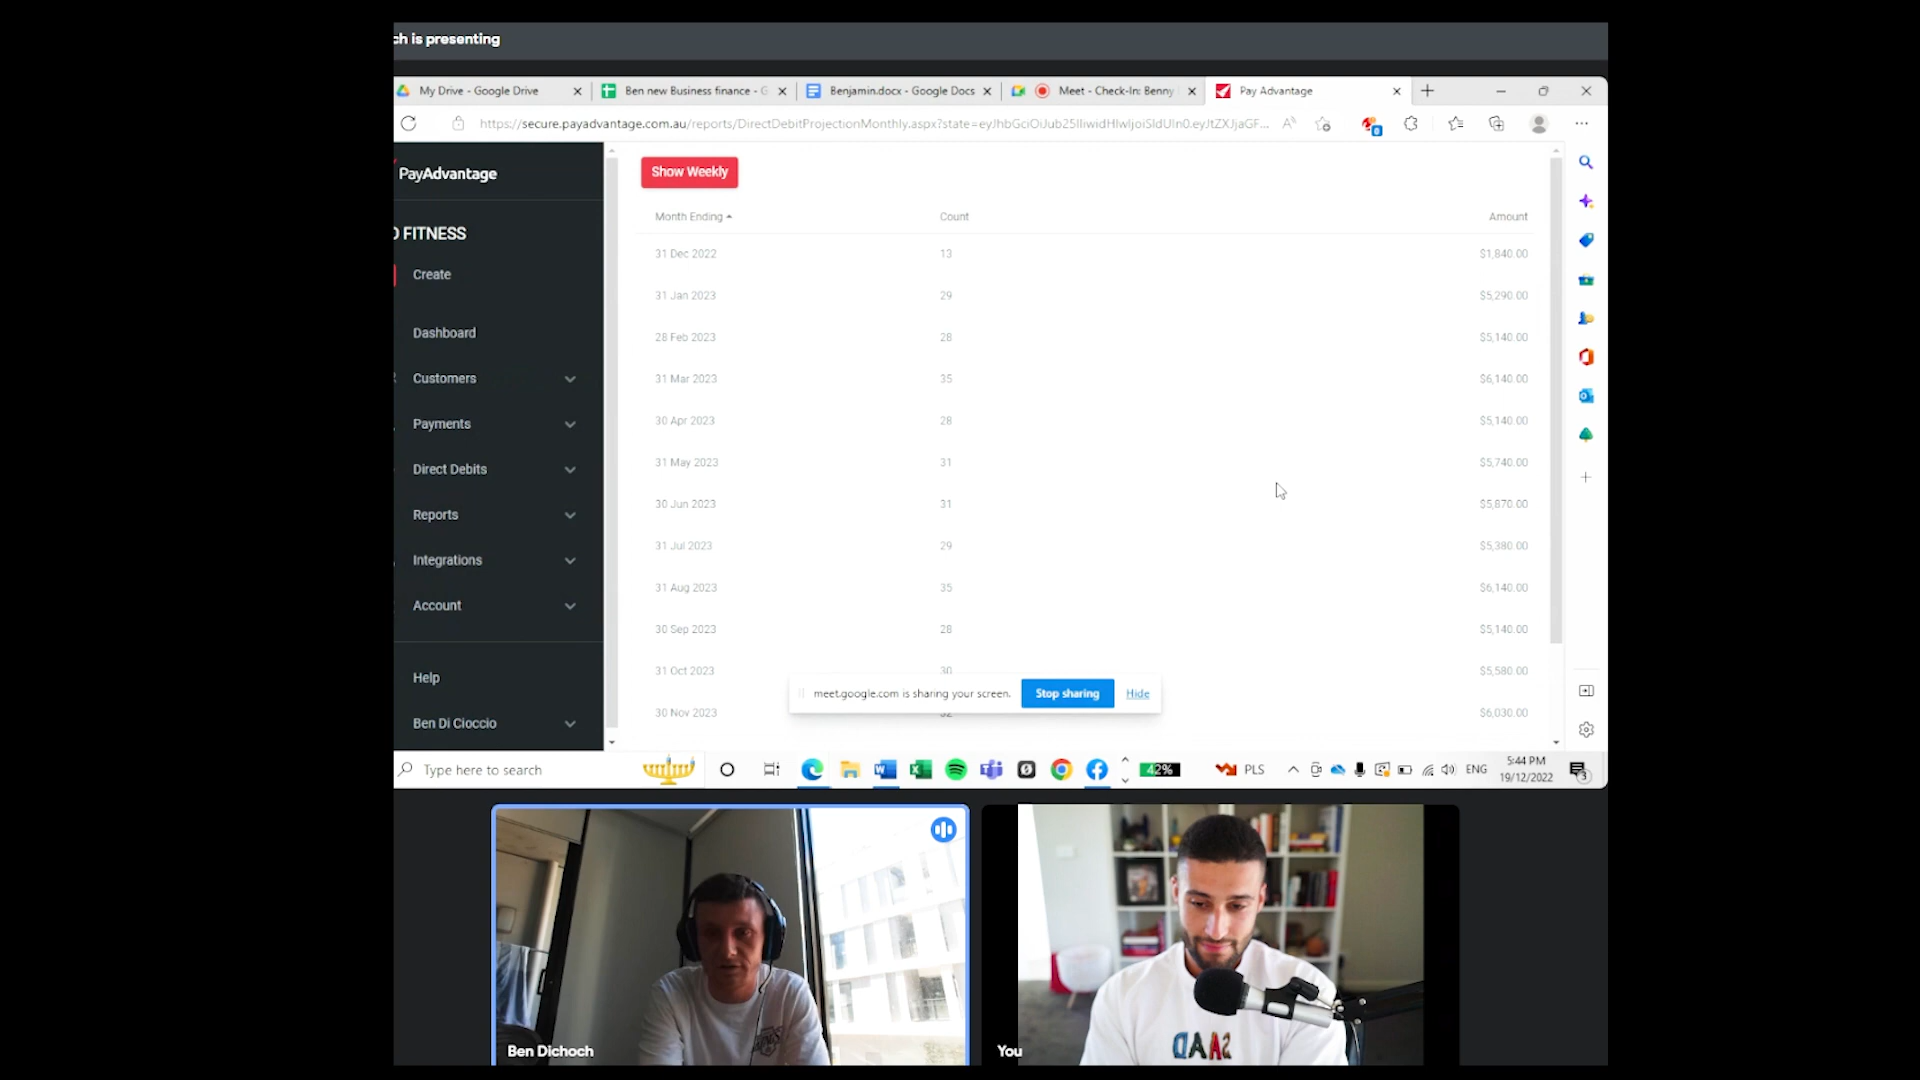 ch is presenting
My Drive - Google Drive
Ben new Business finance - G
Benjamin.docx - Google Docs
Meet - Check-In: Benny
Pay Advantage
https://secure.payadvantage.com.au/reports/DirectDebitProjectionMonthly.aspx?state=
PayAdvantage
FITNESS
Create
Dashboard
Customers
Payments
Direct Debits
Reports
Integrations
Account
Help
Ben Di Cioccio
Show Weekly
Month Ending Count Amount
31 Dec 2022 13 $1,840.00
31 Jan 2023 29 $5,290.00
28 Feb 2023 28 $5,140.00
31 Mar 2023 35 $6,140.00
30 Apr 2023 28 $5,140.00
31 May 2023 31 $5,740.00
30 Jun 2023 31 $5,870.00
31 Jul 2023 29 $5,380.00
31 Aug 2023 35 $6,140.00
30 Sep 2023 28 $5,140.00
31 Oct 2023 30 $5,580.00
30 Nov 2023 32 $6,030.00
meet.google.com is sharing your screen. Stop sharing Hide
Type here to search
42%
PLS
ENG
5:44 PM
19/12/2022
3
Ben Dichoch
You